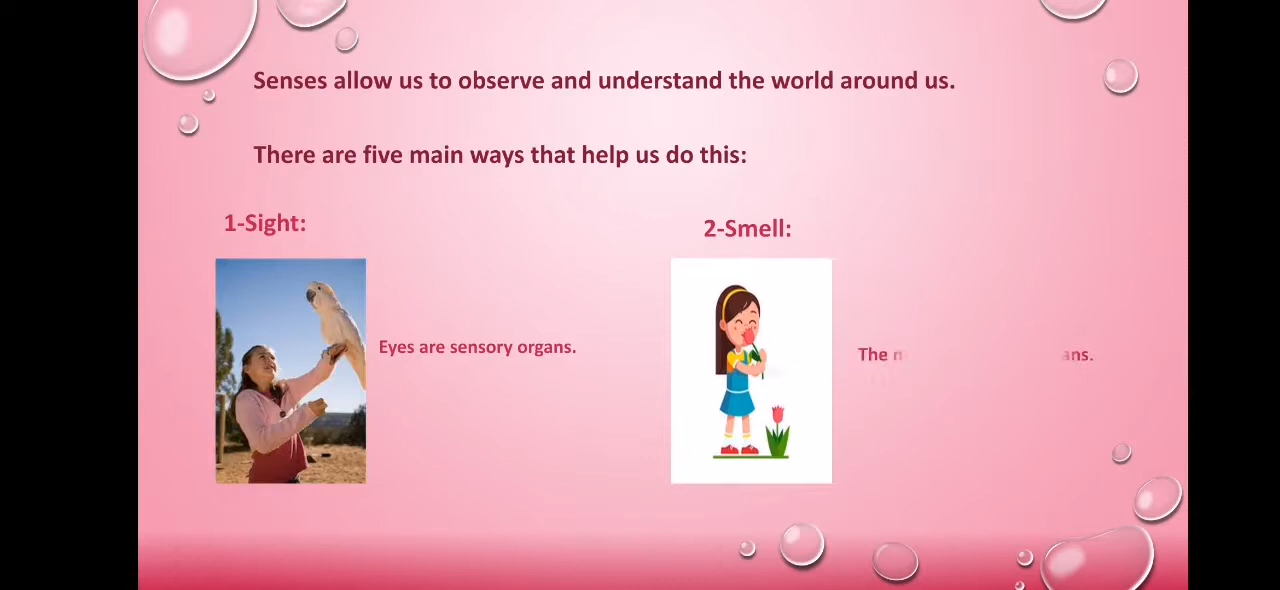 Senses allow us to observe and understand the world around us.
There are five main ways that help us do this:
1-Sight:
2-Smell:
Eyes are sensory organs.
The